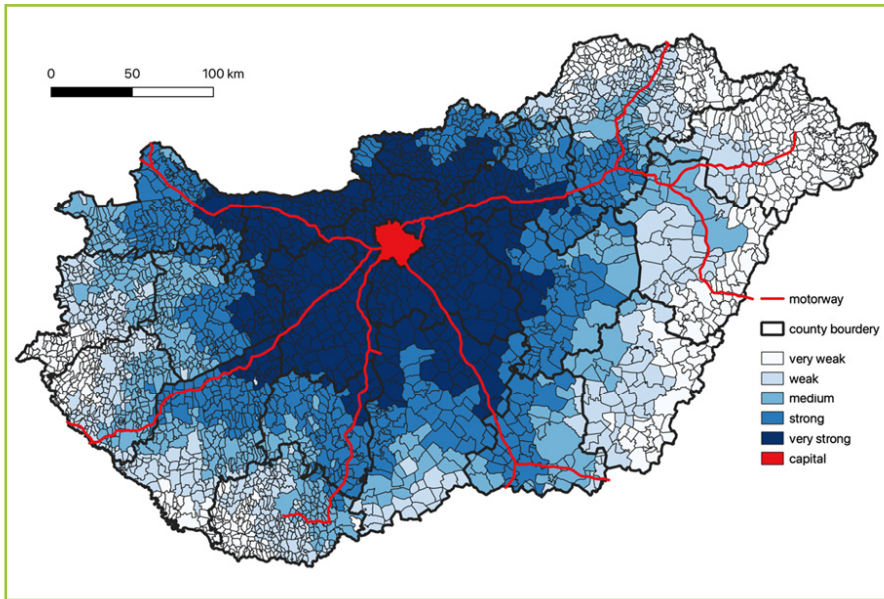 0 50 100 km
motorway
county bourdery
very weak
weak
medium
strong
very strong
capital